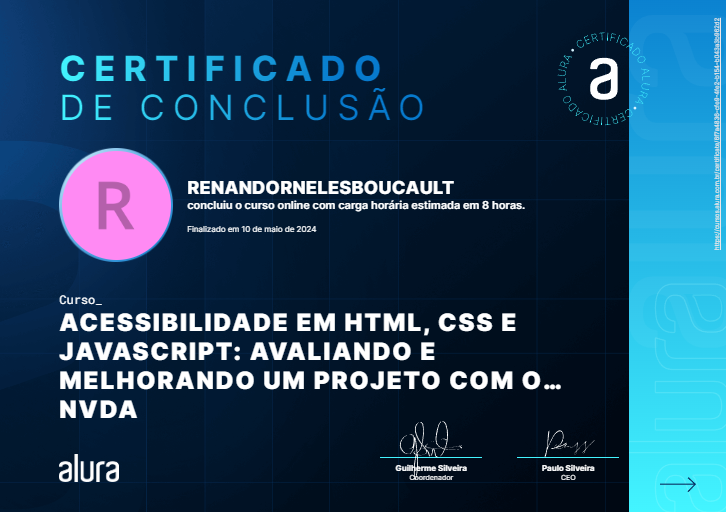 CERTIFICADO
DE CONCLUSÃO
CERTIFICADO ALURA • CERTIFICADO ALURA •
a
R
RENANDORNELESBOUCAULT
concluiu o curso online com carga horária estimada em 8 horas.
Finalizado em 10 de maio de 2024
Curso_
ACESSIBILIDADE EM HTML, CSS E
JAVASCRIPT: AVALIANDO E
MELHORANDO UM PROJETO COM O...
NVDA
alura
Guilherme Silveira
Coordenador
Paulo Silveira
CEO
alura